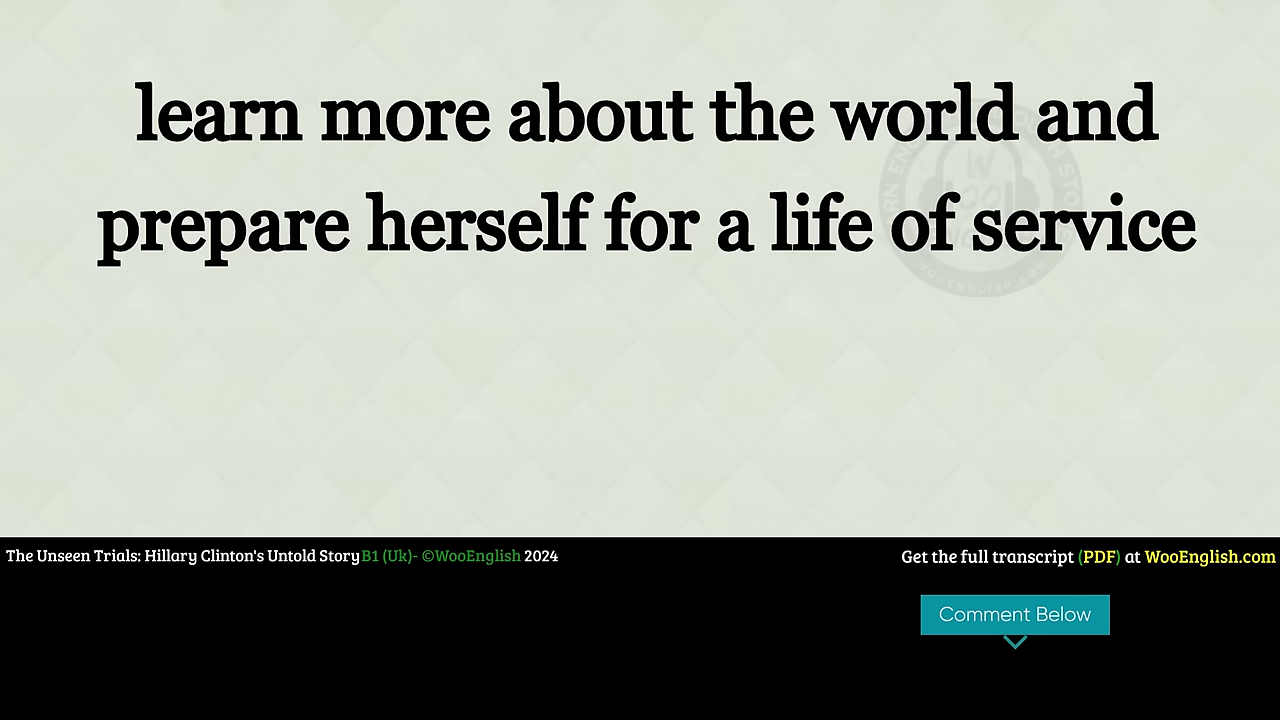 learn more about the world and
prepare herself for a life of service
The Unseen Trials: Hillary Clinton's Untold Story B1 (Uk)- ©WooEnglish 2024
Get the full transcript (PDF) at WooEnglish.com
Comment Below